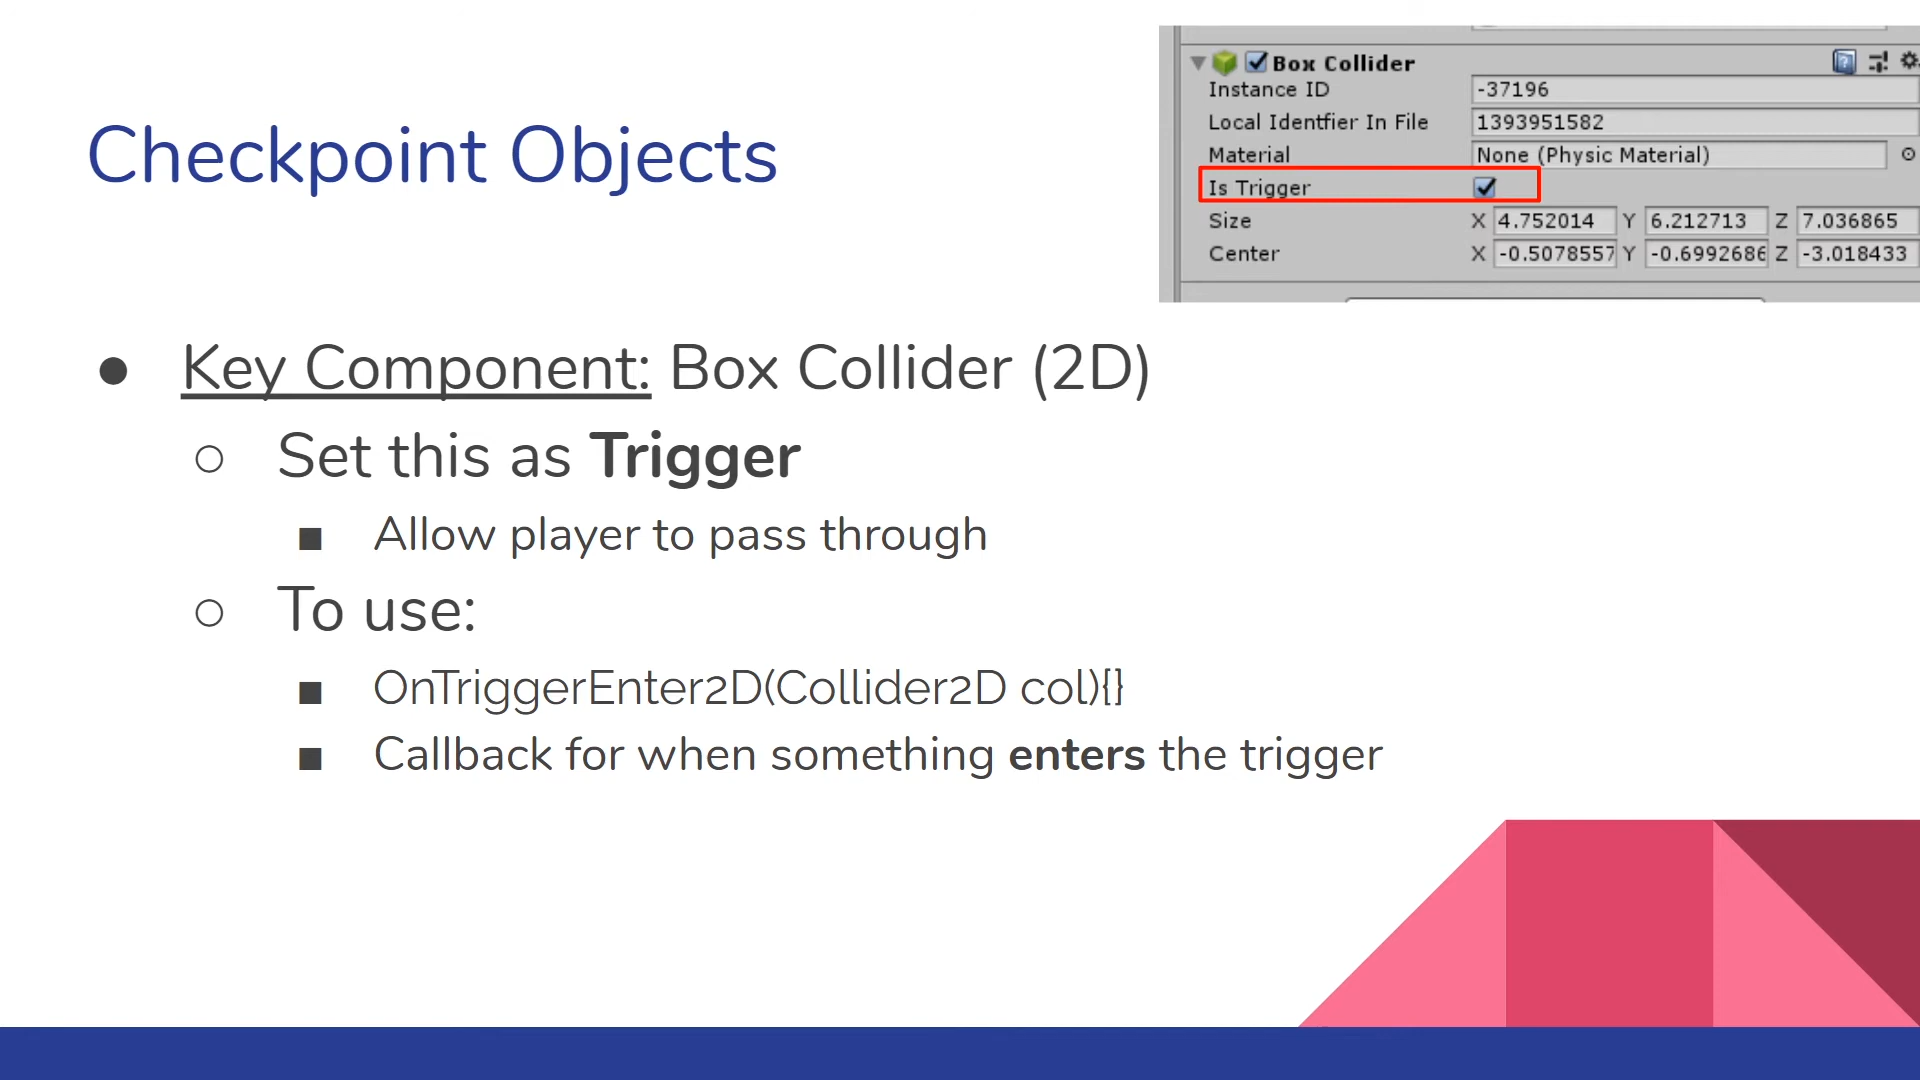 Checkpoint Objects
Box Collider
Instance ID -37196
Local Identfier In File 1393951582
Material None (Physic Material)
Is Trigger
Size X 4.752014 Y 6.212713 Z 7.036865
Center X -0.5078557 Y -0.6992686 Z -3.018433
● Key Component: Box Collider (2D)
○ Set this as Trigger
■ Allow player to pass through
○ To use:
■ OnTriggerEnter2D(Collider2D col){}
■ Callback for when something enters the trigger